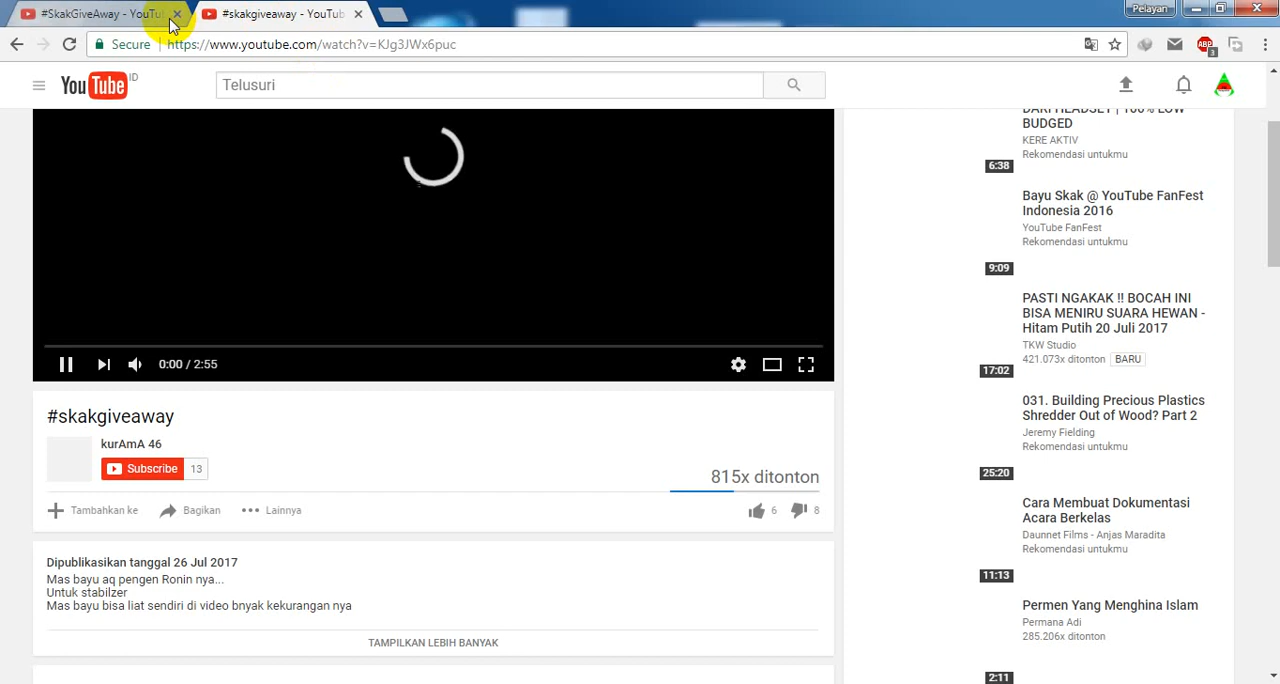 #SkakGiveAway - YouTu
#skakgiveaway - YouTub
Pelayan
Secure
https://www.youtube.com/watch?v=KJg3JWx6puc
ABP
1
YouTube ID
Telusuri
0:00 / 2:55
#skakgiveaway
kurAmA 46
Subscribe 13
815x ditonton
Tambahkan ke
Bagikan
Lainnya
6
8
Dipublikasikan tanggal 26 Jul 2017
Mas bayu aq pengen Ronin nya...
Untuk stabilzer
Mas bayu bisa liat sendiri di video bnyak kekurangan nya
TAMPILKAN LEBIH BANYAK
DARI HEADSET | 100% LOW
BUDGED
KERE AKTIV
Rekomendasi untukmu
6:38
Bayu Skak @ YouTube FanFest
Indonesia 2016
YouTube FanFest
Rekomendasi untukmu
9:09
PASTI NGAKAK !! BOCAH INI
BISA MENIRU SUARA HEWAN -
Hitam Putih 20 Juli 2017
TKW Studio
421.073x ditonton BARU
17:02
031. Building Precious Plastics
Shredder Out of Wood? Part 2
Jeremy Fielding
Rekomendasi untukmu
25:20
Cara Membuat Dokumentasi
Acara Berkelas
Daunnet Films - Anjas Maradita
Rekomendasi untukmu
11:13
Permen Yang Menghina Islam
Permana Adi
285.206x ditonton
2:11